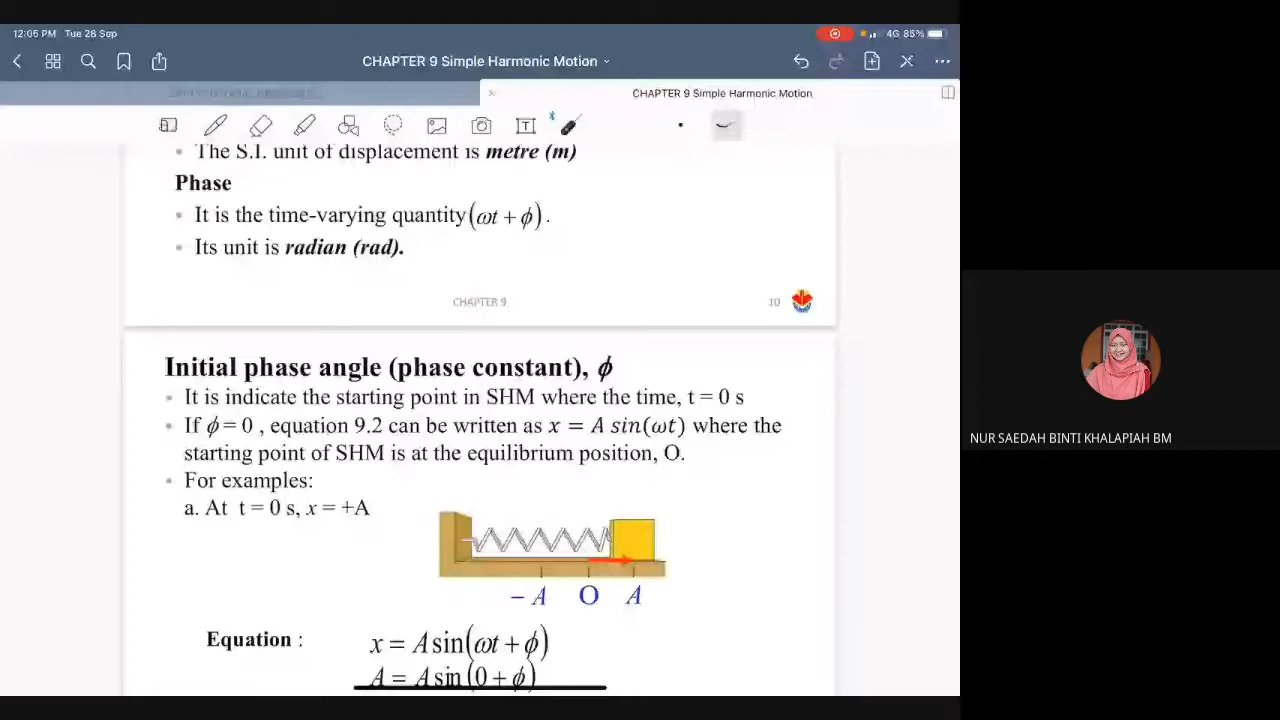 12:05 PM Tue 28 Sep
4G 85%
CHAPTER 9 Simple Harmonic Motion
CHAPTER 9 Simple Harmonic Motion
T
• The S.I. unit of displacement is metre (m)
Phase
• It is the time-varying quantity (ωt + ϕ).
• Its unit is radian (rad).
CHAPTER 9
10
Initial phase angle (phase constant), ϕ
• It is indicate the starting point in SHM where the time, t = 0 s
• If ϕ = 0 , equation 9.2 can be written as x = A sin(ωt) where the
starting point of SHM is at the equilibrium position, O.
• For examples:
a. At t = 0 s, x = +A
– A O A
Equation : x = A sin(ωt + ϕ)
A = A sin(0 + ϕ)
NUR SAEDAH BINTI KHALAPIAH BM